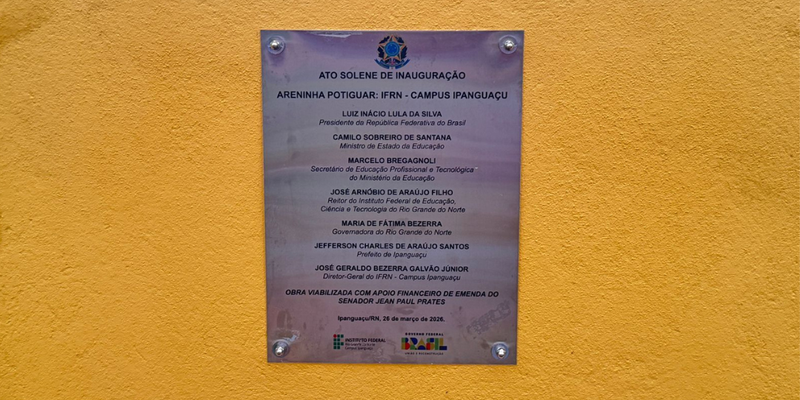 ATO SOLENE DE INAUGURAÇÃO
ARENINHA POTIGUAR: IFRN - CAMPUS IPANGUAÇU
LUIZ INÁCIO LULA DA SILVA
Presidente da República Federativa do Brasil
CAMILO SOBREIRO DE SANTANA
Ministro de Estado da Educação
MARCELO BREGAGNOLI
Secretário de Educação Profissional e Tecnológica
do Ministério da Educação
JOSÉ ARNÓBIO DE ARAÚJO FILHO
Reitor do Instituto Federal de Educação,
Ciência e Tecnologia do Rio Grande do Norte
MARIA DE FÁTIMA BEZERRA
Governadora do Rio Grande do Norte
JEFFERSON CHARLES DE ARAÚJO SANTOS
Prefeito de Ipanguaçu
JOSÉ GERALDO BEZERRA GALVÃO JÚNIOR
Diretor-Geral do IFRN - Campus Ipanguaçu
OBRA VIABILIZADA COM APOIO FINANCEIRO DE EMENDA DO
SENADOR JEAN PAUL PRATES
Ipanguaçu/RN, 26 de março de 2026.
INSTITUTO FEDERAL
GOVERNO FEDERAL
BRASIL